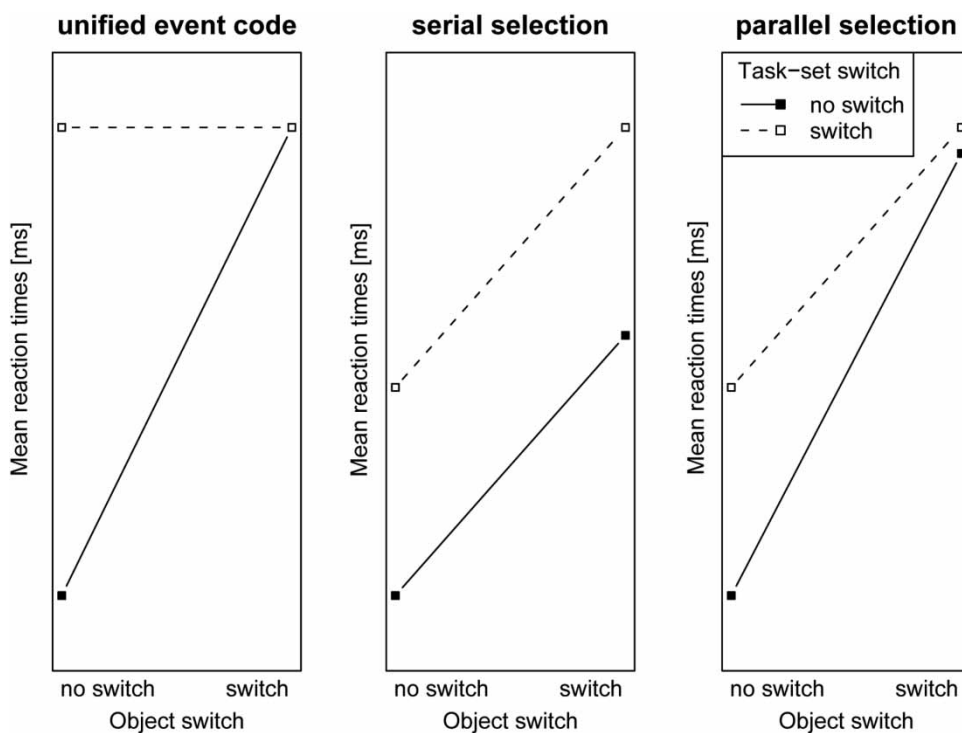 unified event code
Mean reaction times [ms]
no switch
switch
Object switch
serial selection
Mean reaction times [ms]
no switch
switch
Object switch
parallel selection
Task−set switch
no switch
switch
Mean reaction times [ms]
no switch
switch
Object switch